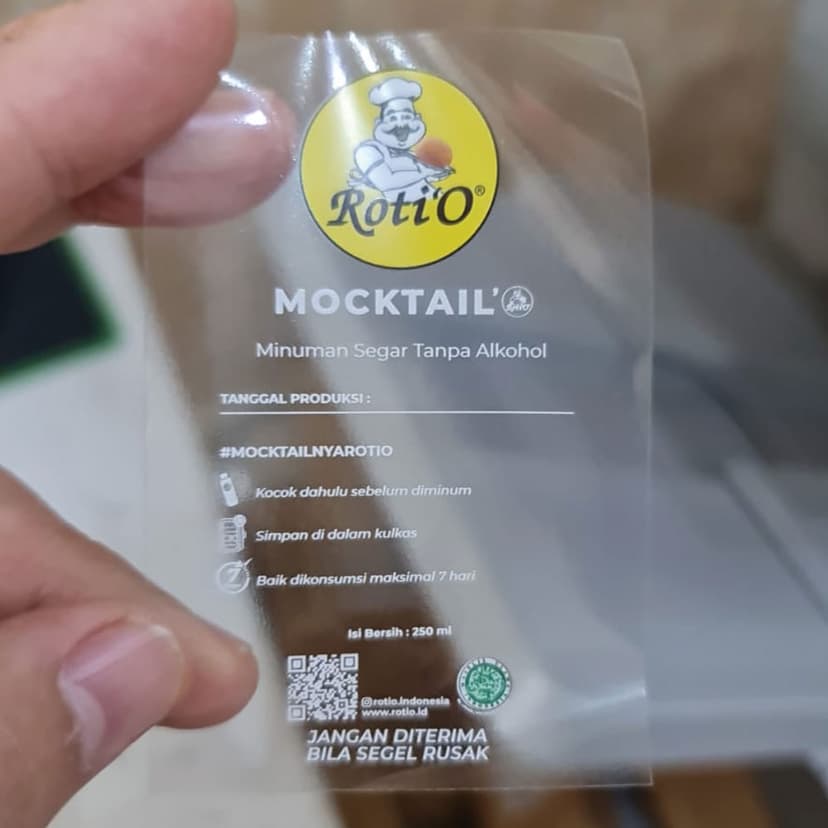 Roti'O®
MOCKTAIL'
Minuman Segar Tanpa Alkohol
TANGGAL PRODUKSI :
#MOCKTAILNYAROTIO
Kocok dahulu sebelum diminum
Simpan di dalam kulkas
7
Baik dikonsumsi maksimal 7 hari
Isi Bersih : 250 ml
@rotio.indonesia
www.rotio.id
JANGAN DITERIMA
BILA SEGEL RUSAK